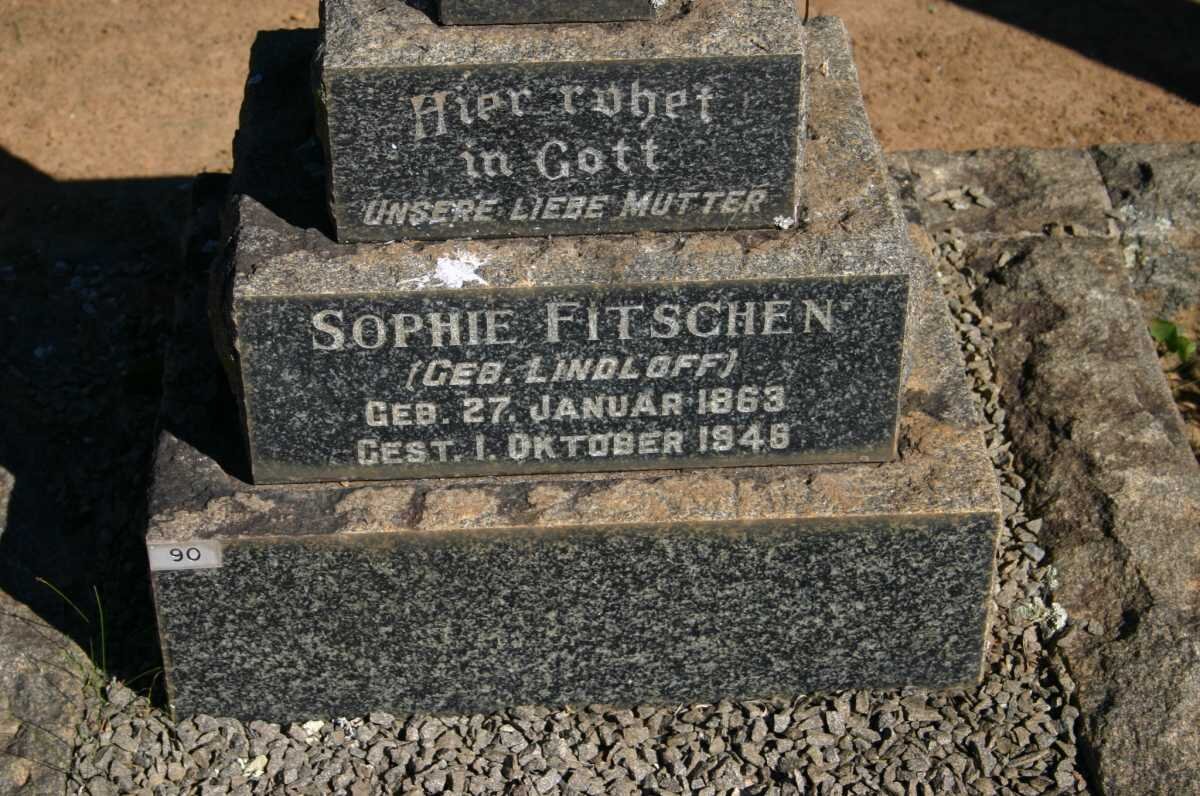 Hier ruhet
in Gott
UNSERE LIEBE MUTTER
SOPHIE FITSCHEN
(GEB. LINDLOFF)
GEB. 27. JANUAR 1863
GEST. 1. OKTOBER 1946
90